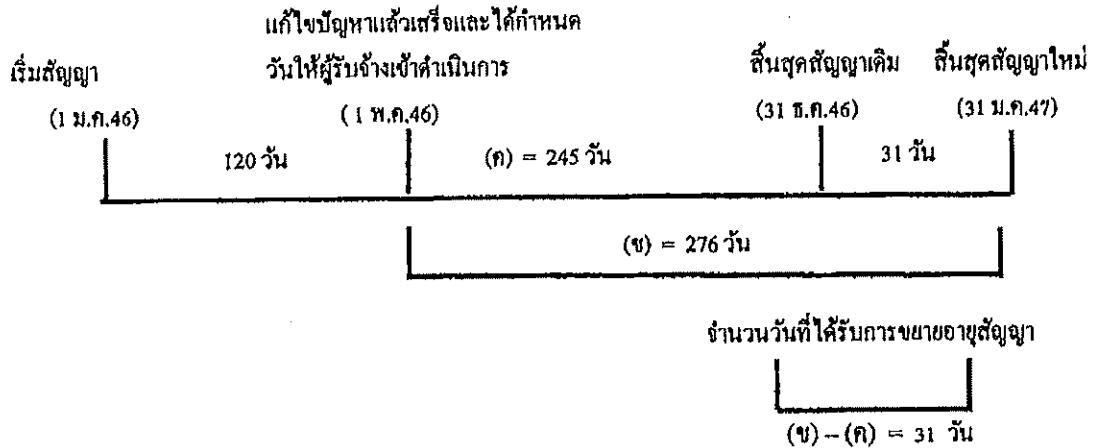 แก้ไขปัญหาแล้วเสร็จและได้กำหนด
วันให้ผู้รับจ้างเข้าดำเนินการ
เริ่มสัญญา
สิ้นสุดสัญญาเดิม
สิ้นสุดสัญญาใหม่
(1 ม.ค.46)
(1 พ.ค.46)
(31 ธ.ค.46)
(31 ม.ค.47)
120 วัน
(ค) = 245 วัน
31 วัน
(ข) = 276 วัน
จำนวนวันที่ได้รับการขยายอายุสัญญา
(ข) – (ค) = 31 วัน